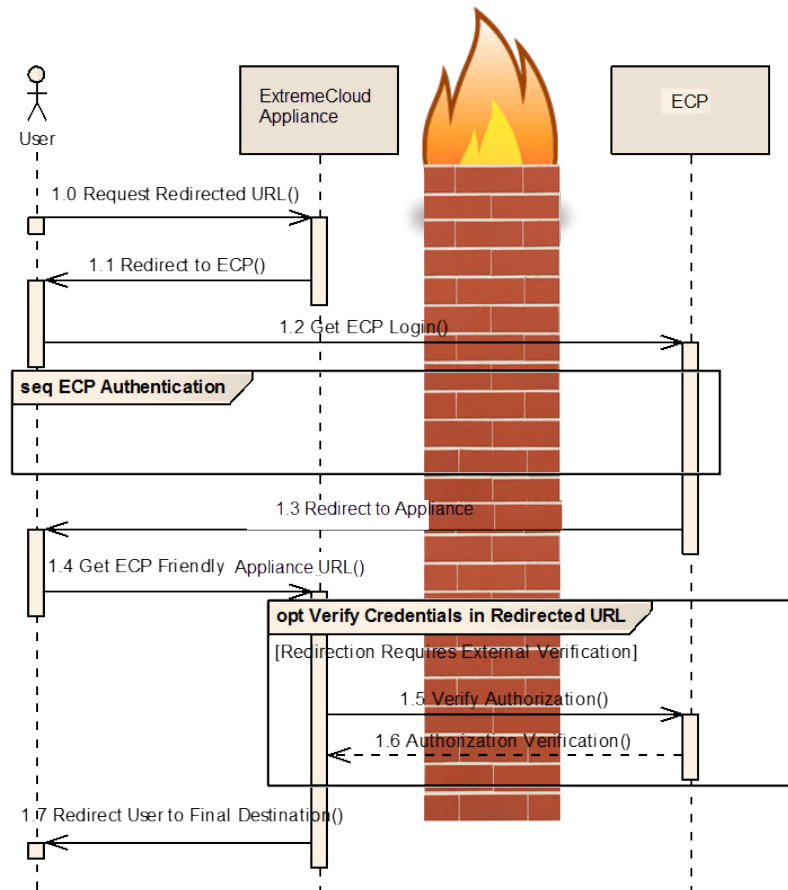 User
ExtremeCloud
Appliance
ECP
1.0 Request Redirected URL()
1.1 Redirect to ECP()
1.2 Get ECP Login()
seq ECP Authentication
1.3 Redirect to Appliance
1.4 Get ECP Friendly Appliance URL()
opt Verify Credentials in Redirected URL
[Redirection Requires External Verification]
1.5 Verify Authorization()
1.6 Authorization Verification()
1.7 Redirect User to Final Destination()